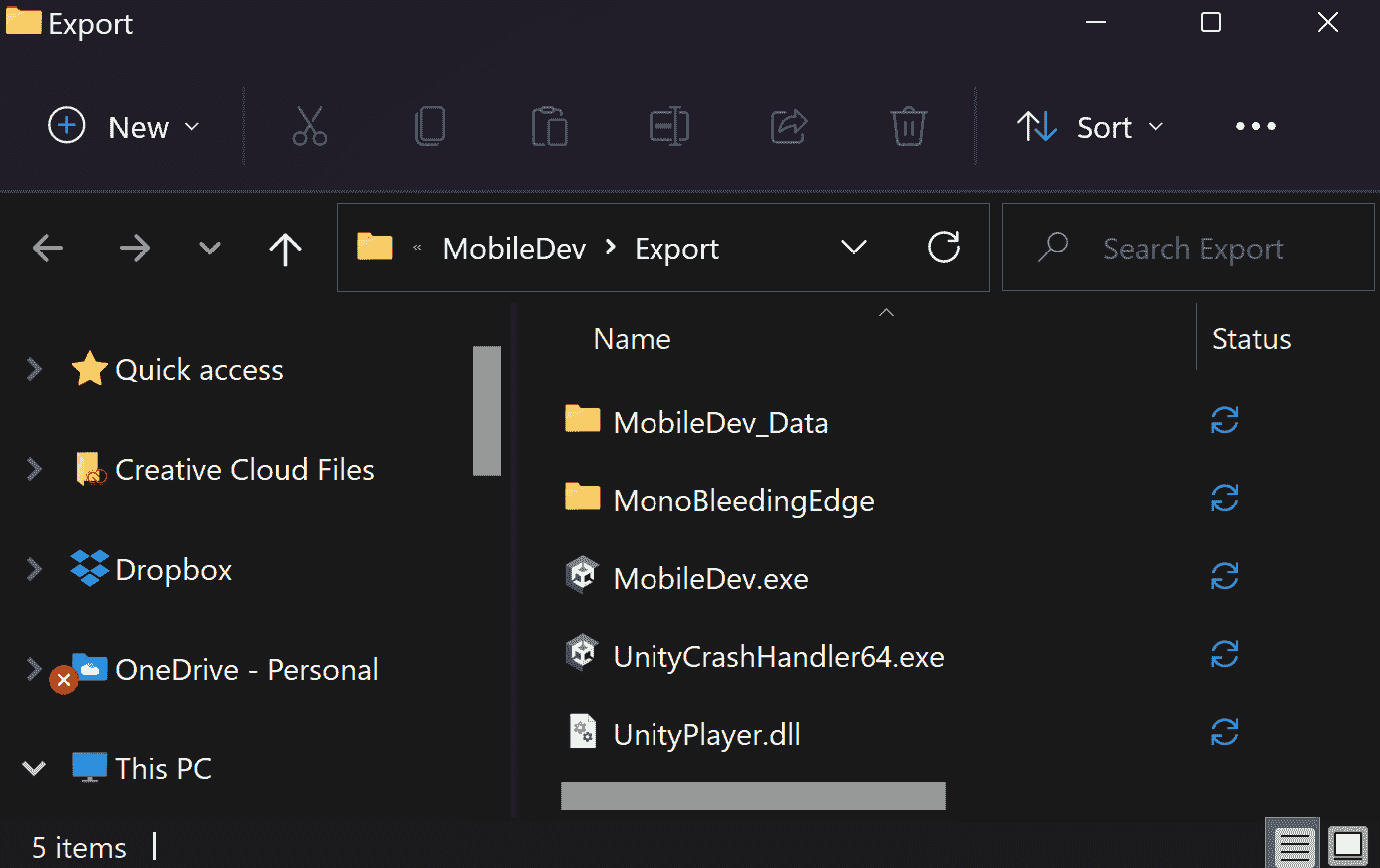 Export
New
Sort
« MobileDev > Export
Search Export
Name
Status
Quick access
Creative Cloud Files
Dropbox
OneDrive - Personal
This PC
MobileDev_Data
MonoBleedingEdge
MobileDev.exe
UnityCrashHandler64.exe
UnityPlayer.dll
5 items